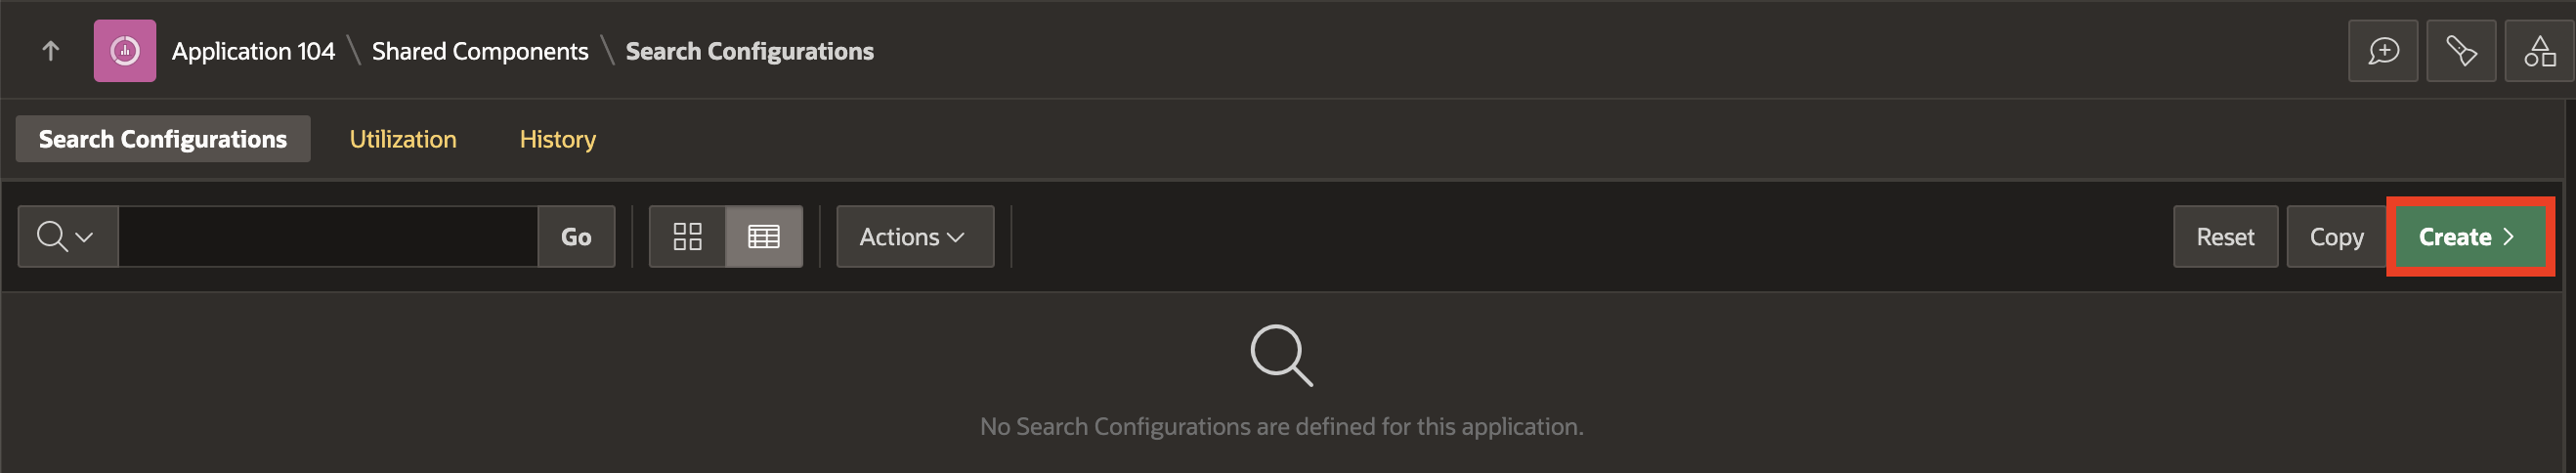 Application 104 \ Shared Components \ Search Configurations
Search Configurations Utilization History
Go Actions Reset Copy Create
No Search Configurations are defined for this application.